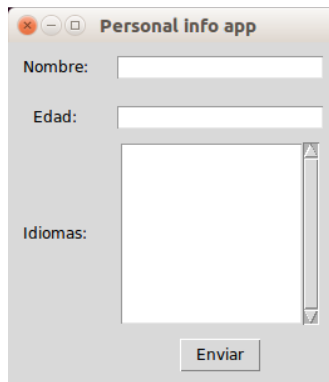 Personal info app
Nombre:
Edad:
Idiomas:
Enviar